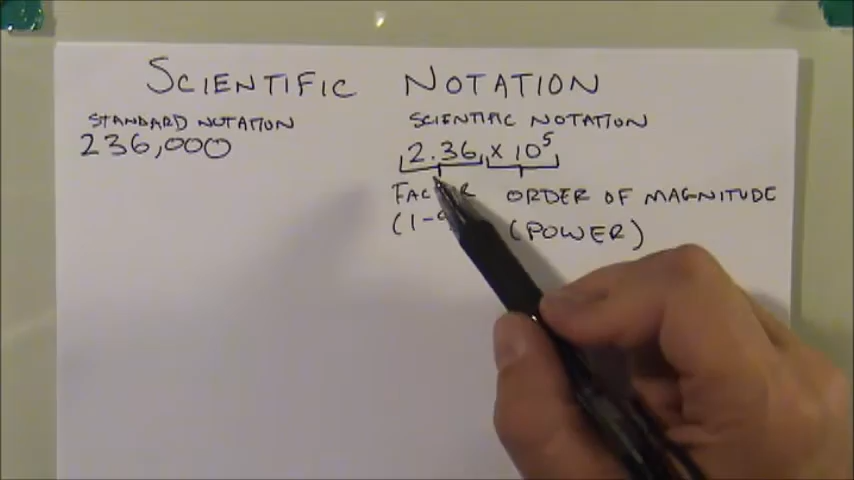 SCIENTIFIC NOTATION
STANDARD NOTATION
236,000
SCIENTIFIC NOTATION
2.36 x 10⁵
ORDER OF MAGNITUDE
(POWER)